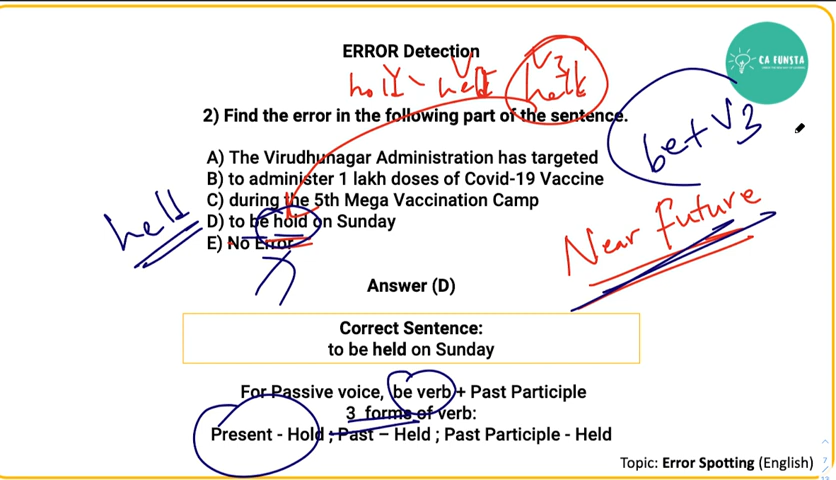 CA FUNSTA
ERROR Detection
V3
hold - held held
2) Find the error in the following part of the sentence.
be+V3
A) The Virudhunagar Administration has targeted
B) to administer 1 lakh doses of Covid-19 Vaccine
C) during the 5th Mega Vaccination Camp
held
D) to be hold on Sunday
E) No Error
Near future
Answer (D)
Correct Sentence:
to be held on Sunday
For Passive voice, be verb + Past Participle
3 forms of verb:
Present - Hold ; Past – Held ; Past Participle - Held
Topic: Error Spotting (English)
7